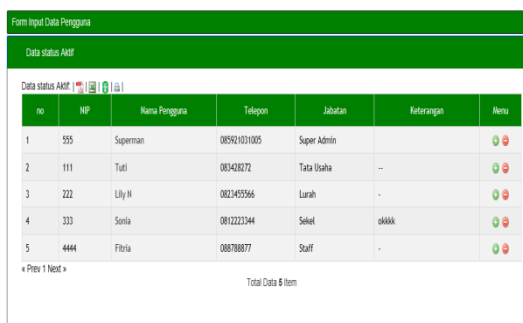 Form Input Data Pengguna
Data status Aktif
Data status Aktif: | | | | |
no NIP Nama Pengguna Telepon Jabatan Keterangan Menu
1 555 Superman 085921031005 Super Admin
2 111 Tuti 083428272 Tata Usaha --
3 222 Lily N 0823455566 Lurah -
4 333 Sonia 0812223344 Sekel okkkk
5 4444 Fitria 088788877 Staff -
« Prev 1 Next »
Total Data 5 Item